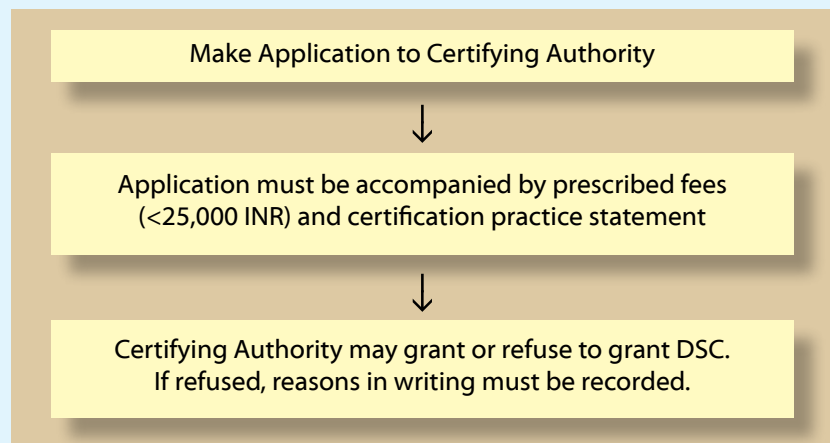 Make Application to Certifying Authority
Application must be accompanied by prescribed fees
(<25,000 INR) and certification practice statement
Certifying Authority may grant or refuse to grant DSC.
If refused, reasons in writing must be recorded.